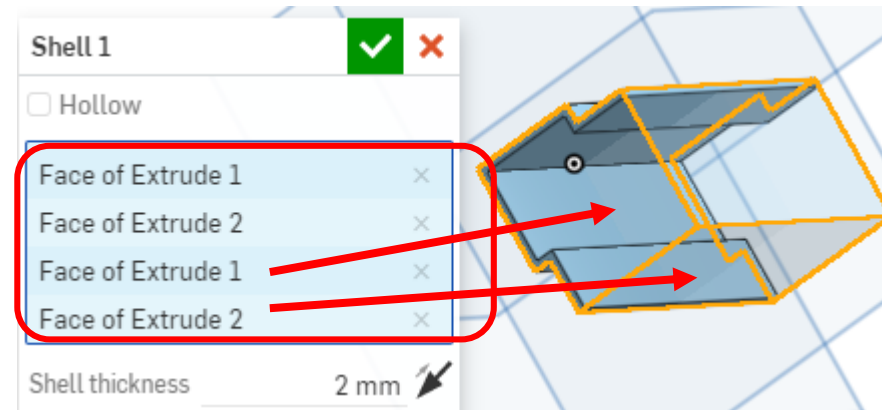 Shell 1
Hollow
Face of Extrude 1
Face of Extrude 2
Face of Extrude 1
Face of Extrude 2
Shell thickness 2 mm